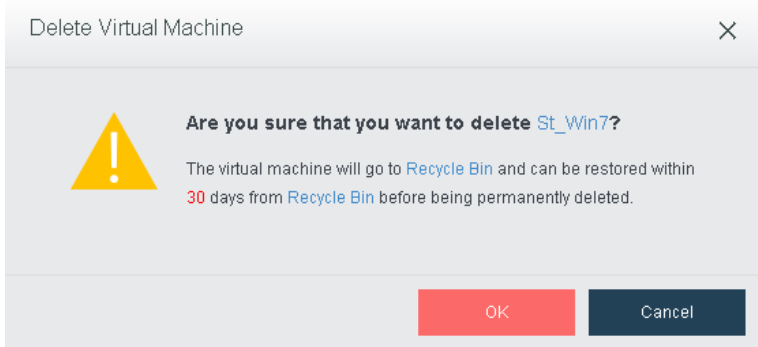 Delete Virtual Machine
Are you sure that you want to delete St_Win7?
The virtual machine will go to Recycle Bin and can be restored within
30 days from Recycle Bin before being permanently deleted.
OK Cancel